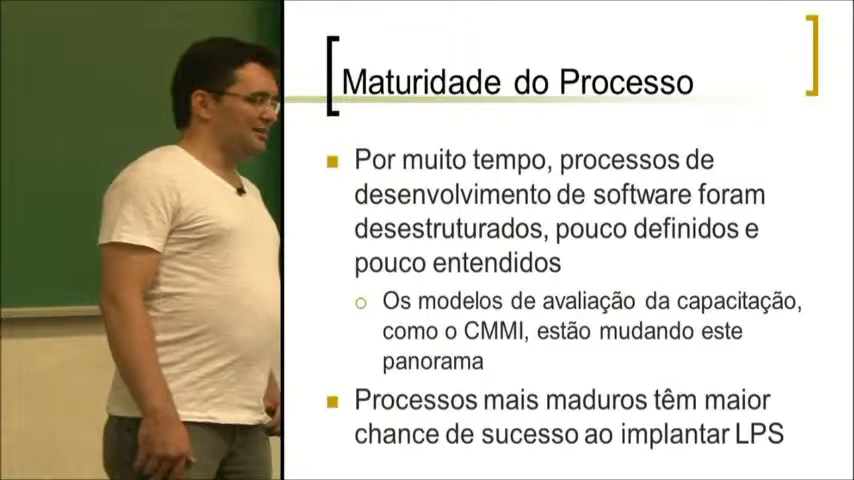 Maturidade do Processo
Por muito tempo, processos de
desenvolvimento de software foram
desestruturados, pouco definidos e
pouco entendidos
Os modelos de avaliação da capacitação,
como o CMMI, estão mudando este
panorama
Processos mais maduros têm maior
chance de sucesso ao implantar LPS